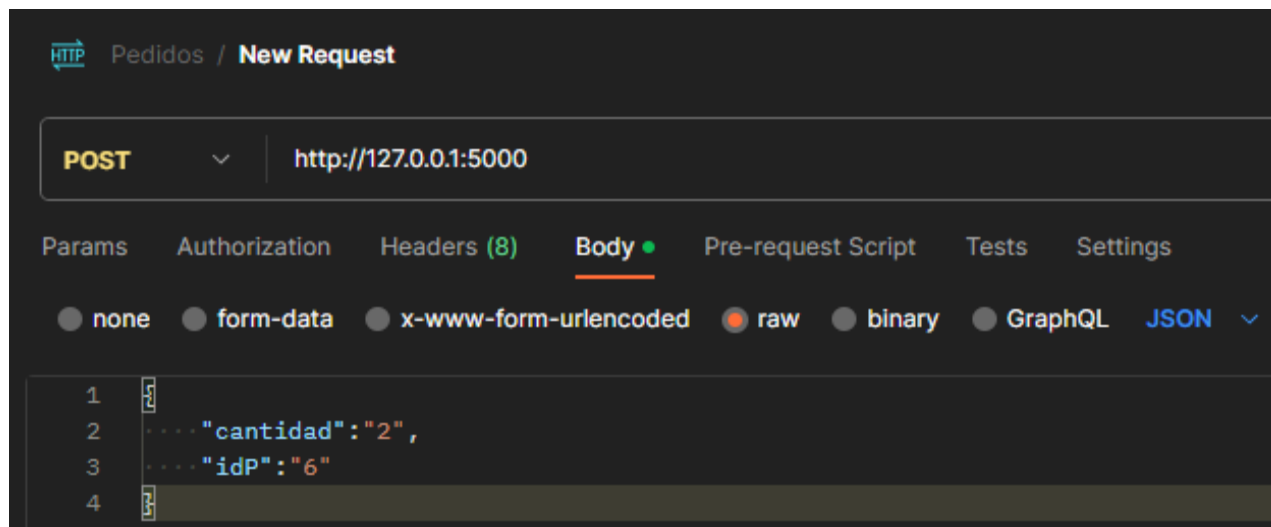 HTTP Pedidos / New Request
POST http://127.0.0.1:5000
Params Authorization Headers (8) Body Pre-request Script Tests Settings
none form-data x-www-form-urlencoded raw binary GraphQL JSON
1 {
2 "cantidad":"2",
3 "idP":"6"
4 }